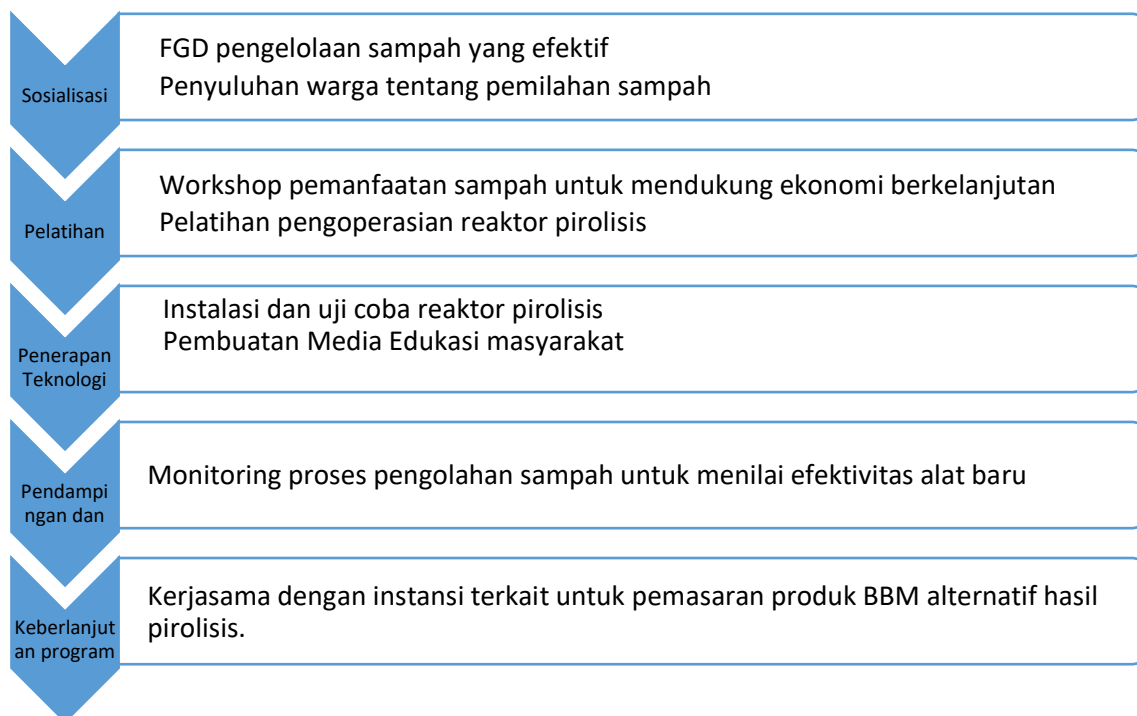 Sosialisasi
FGD pengelolaan sampah yang efektif
Penyuluhan warga tentang pemilahan sampah
Pelatihan
Workshop pemanfaatan sampah untuk mendukung ekonomi berkelanjutan
Pelatihan pengoperasian reaktor pirolisis
Penerapan
Teknologi
Instalasi dan uji coba reaktor pirolisis
Pembuatan Media Edukasi masyarakat
Pendampi
ngan dan
Monitoring proses pengolahan sampah untuk menilai efektivitas alat baru
Keberlanjut
an program
Kerjasama dengan instansi terkait untuk pemasaran produk BBM alternatif hasil
pirolisis.